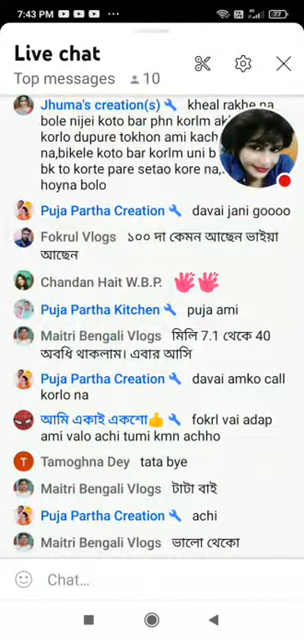 7:43 PM
Live chat
Top messages 10
Jhuma's creation(s) kheal rakhe na
bole nijei koto bar phn korlm ak
korlo dupure tokhon ami kach
na,bikele koto bar korlm uni b
bk to korte pare setao kore na,
hoyna bolo
Puja Partha Creation davai jani goooo
Fokrul Vlogs ১০০ দা কেমন আছেন ভাইয়া
আছেন
Chandan Hait W.B.P.
Puja Partha Kitchen puja ami
Maitri Bengali Vlogs মিলি 7.1 থেকে 40
অবধি থাকলাম। এবার আসি
Puja Partha Creation davai amko call
korlo na
আমি একাই একশো👍 fokrl vai adap
ami valo achi tumi kmn achho
T Tamoghna Dey tata bye
Maitri Bengali Vlogs টাটা বাই
Puja Partha Creation achi
Maitri Bengali Vlogs ভালো থেকো
Chat...